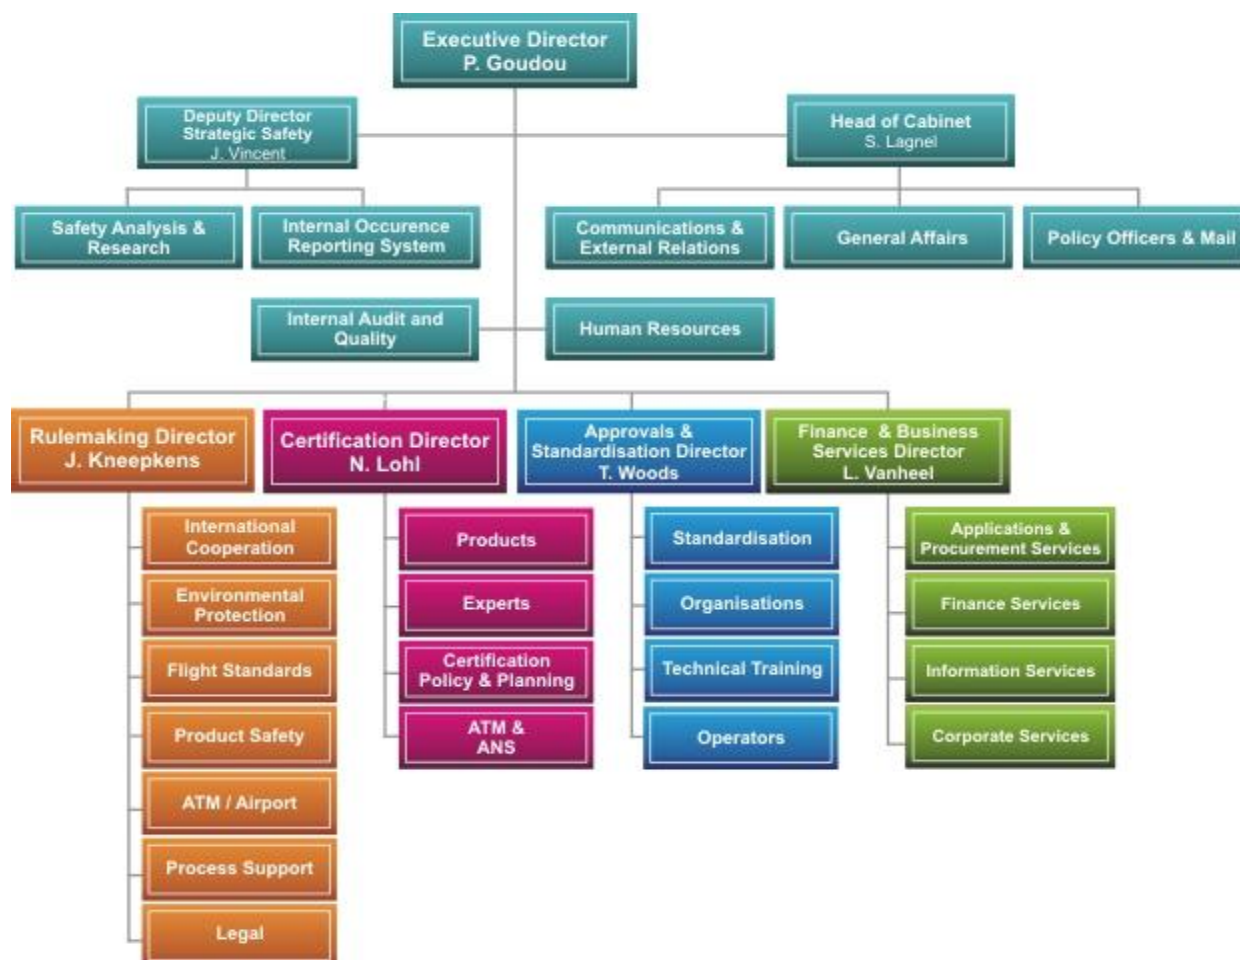 Executive Director
P. Goudou
Deputy Director
Strategic Safety
J. Vincent
Head of Cabinet
S. Lagnel
Safety Analysis &
Research
Internal Occurence
Reporting System
Communications &
External Relations
General Affairs
Policy Officers & Mail
Internal Audit and
Quality
Human Resources
Rulemaking Director
J. Kneepkens
Certification Director
N. Lohl
Approvals &
Standardisation Director
T. Woods
Finance & Business
Services Director
L. Vanheel
International
Cooperation
Environmental
Protection
Flight Standards
Product Safety
ATM / Airport
Process Support
Legal
Products
Experts
Certification
Policy & Planning
ATM &
ANS
Standardisation
Organisations
Technical Training
Operators
Applications &
Procurement Services
Finance Services
Information Services
Corporate Services